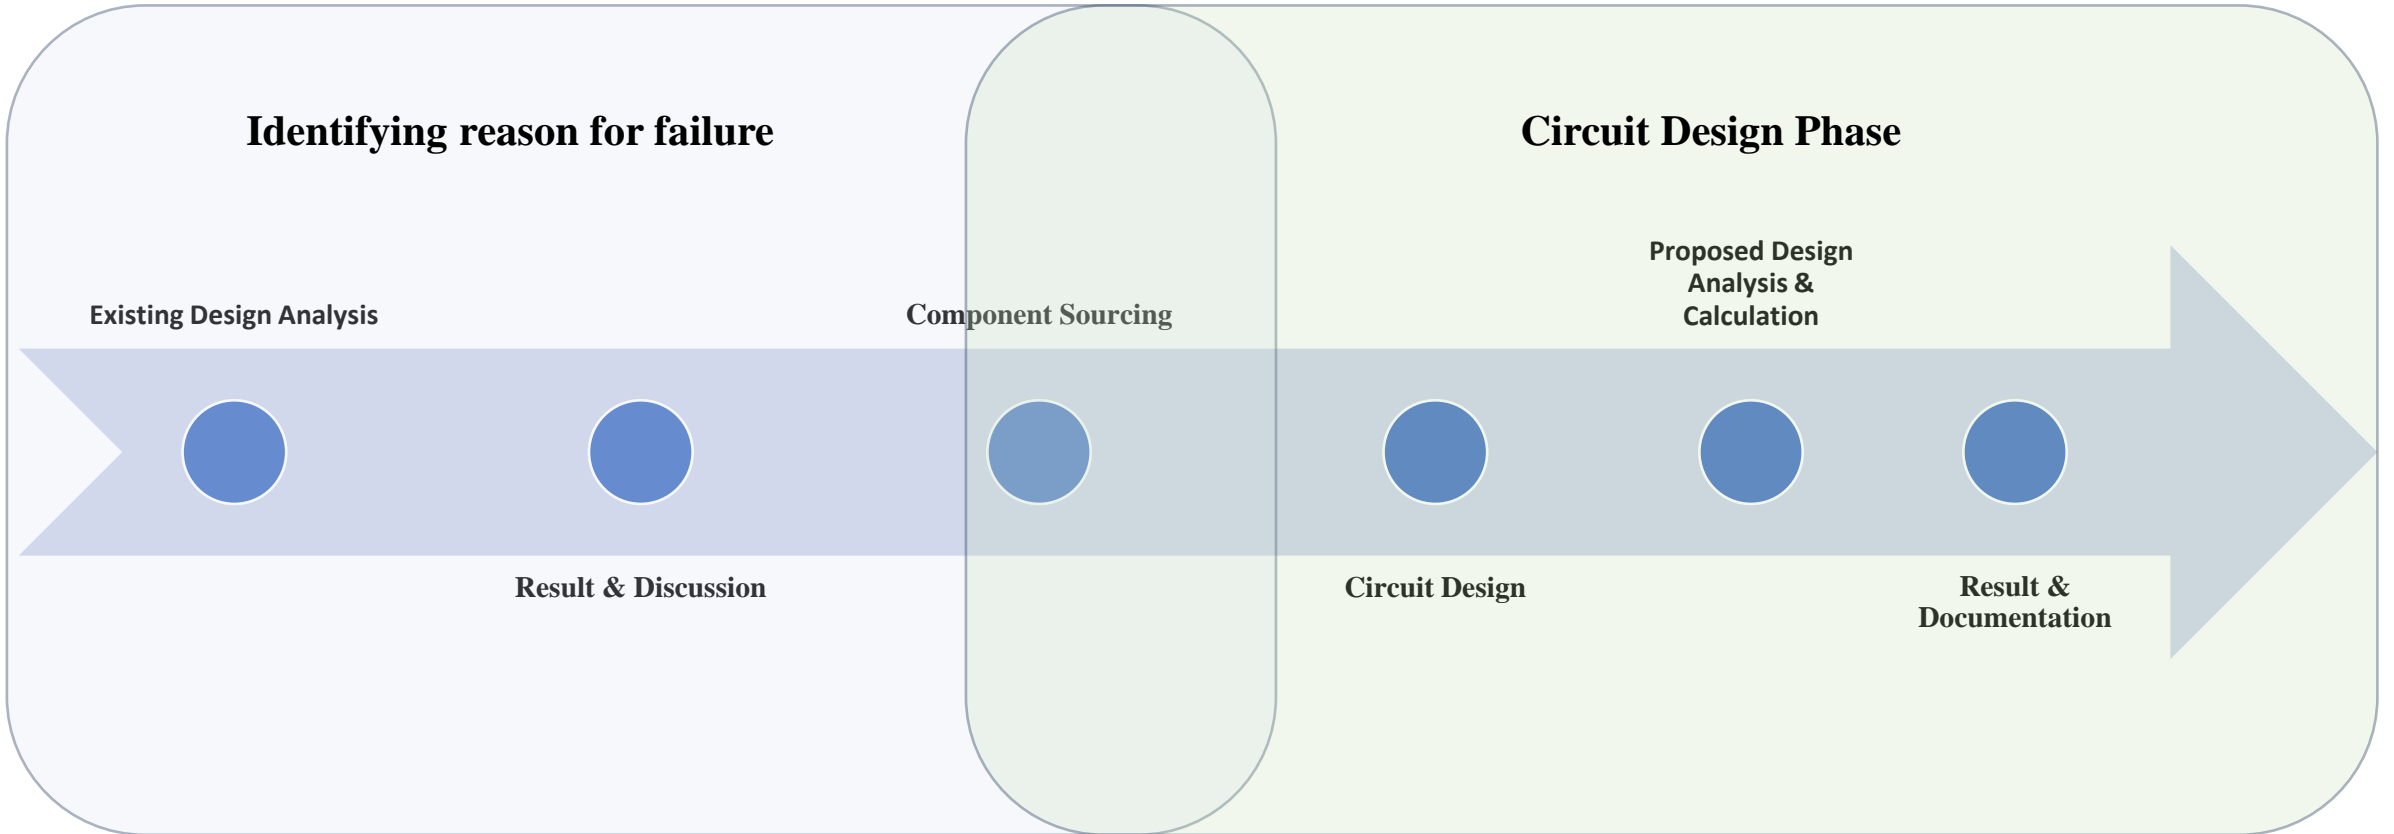 Identifying reason for failure
Circuit Design Phase
Existing Design Analysis
Component Sourcing
Proposed Design
Analysis &
Calculation
Result & Discussion
Circuit Design
Result &
Documentation